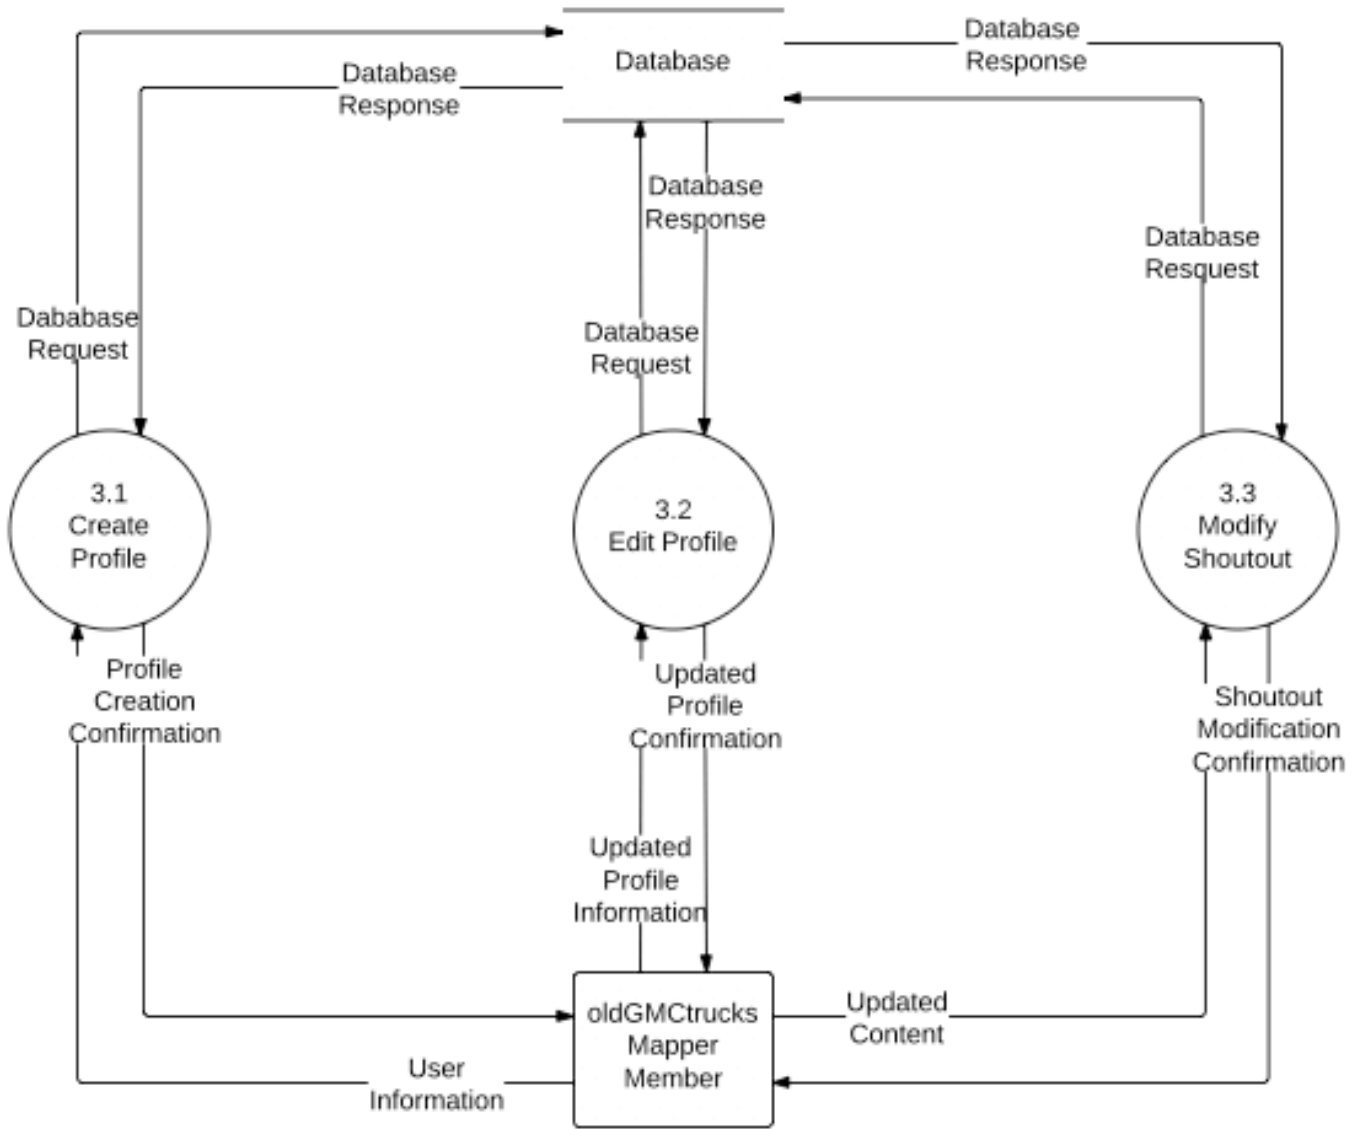 Database
Response
Database
Database
Response
Database
Response
Database
Resquest
Dababase
Request
Database
Request
3.1
Create
Profile
3.2
Edit Profile
3.3
Modify
Shoutout
Profile
Creation
Confirmation
Updated
Profile
Confirmation
Shoutout
Modification
Confirmation
Updated
Profile
Information
oldGMCtrucks
Mapper
Member
Updated
Content
User
Information